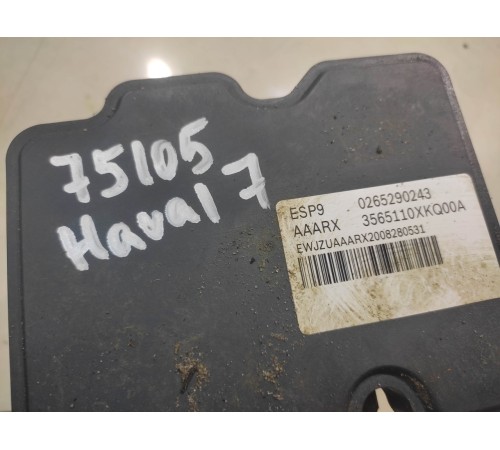 75105
Haval 7
ESP9 0265290243
AAARX 3565110XKQ00A
EWJZUAAARX2008280531